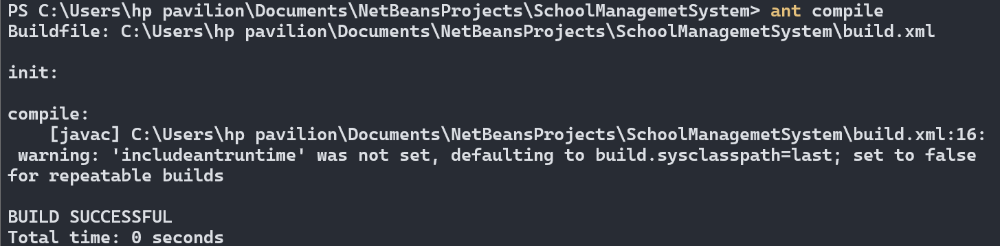 PS C:\Users\hp pavilion\Documents\NetBeansProjects\SchoolManagemetSystem> ant compile
Buildfile: C:\Users\hp pavilion\Documents\NetBeansProjects\SchoolManagemetSystem\build.xml
init:
compile:
[javac] C:\Users\hp pavilion\Documents\NetBeansProjects\SchoolManagemetSystem\build.xml:16:
warning: 'includeantruntime' was not set, defaulting to build.sysclasspath=last; set to false
for repeatable builds
BUILD SUCCESSFUL
Total time: 0 seconds